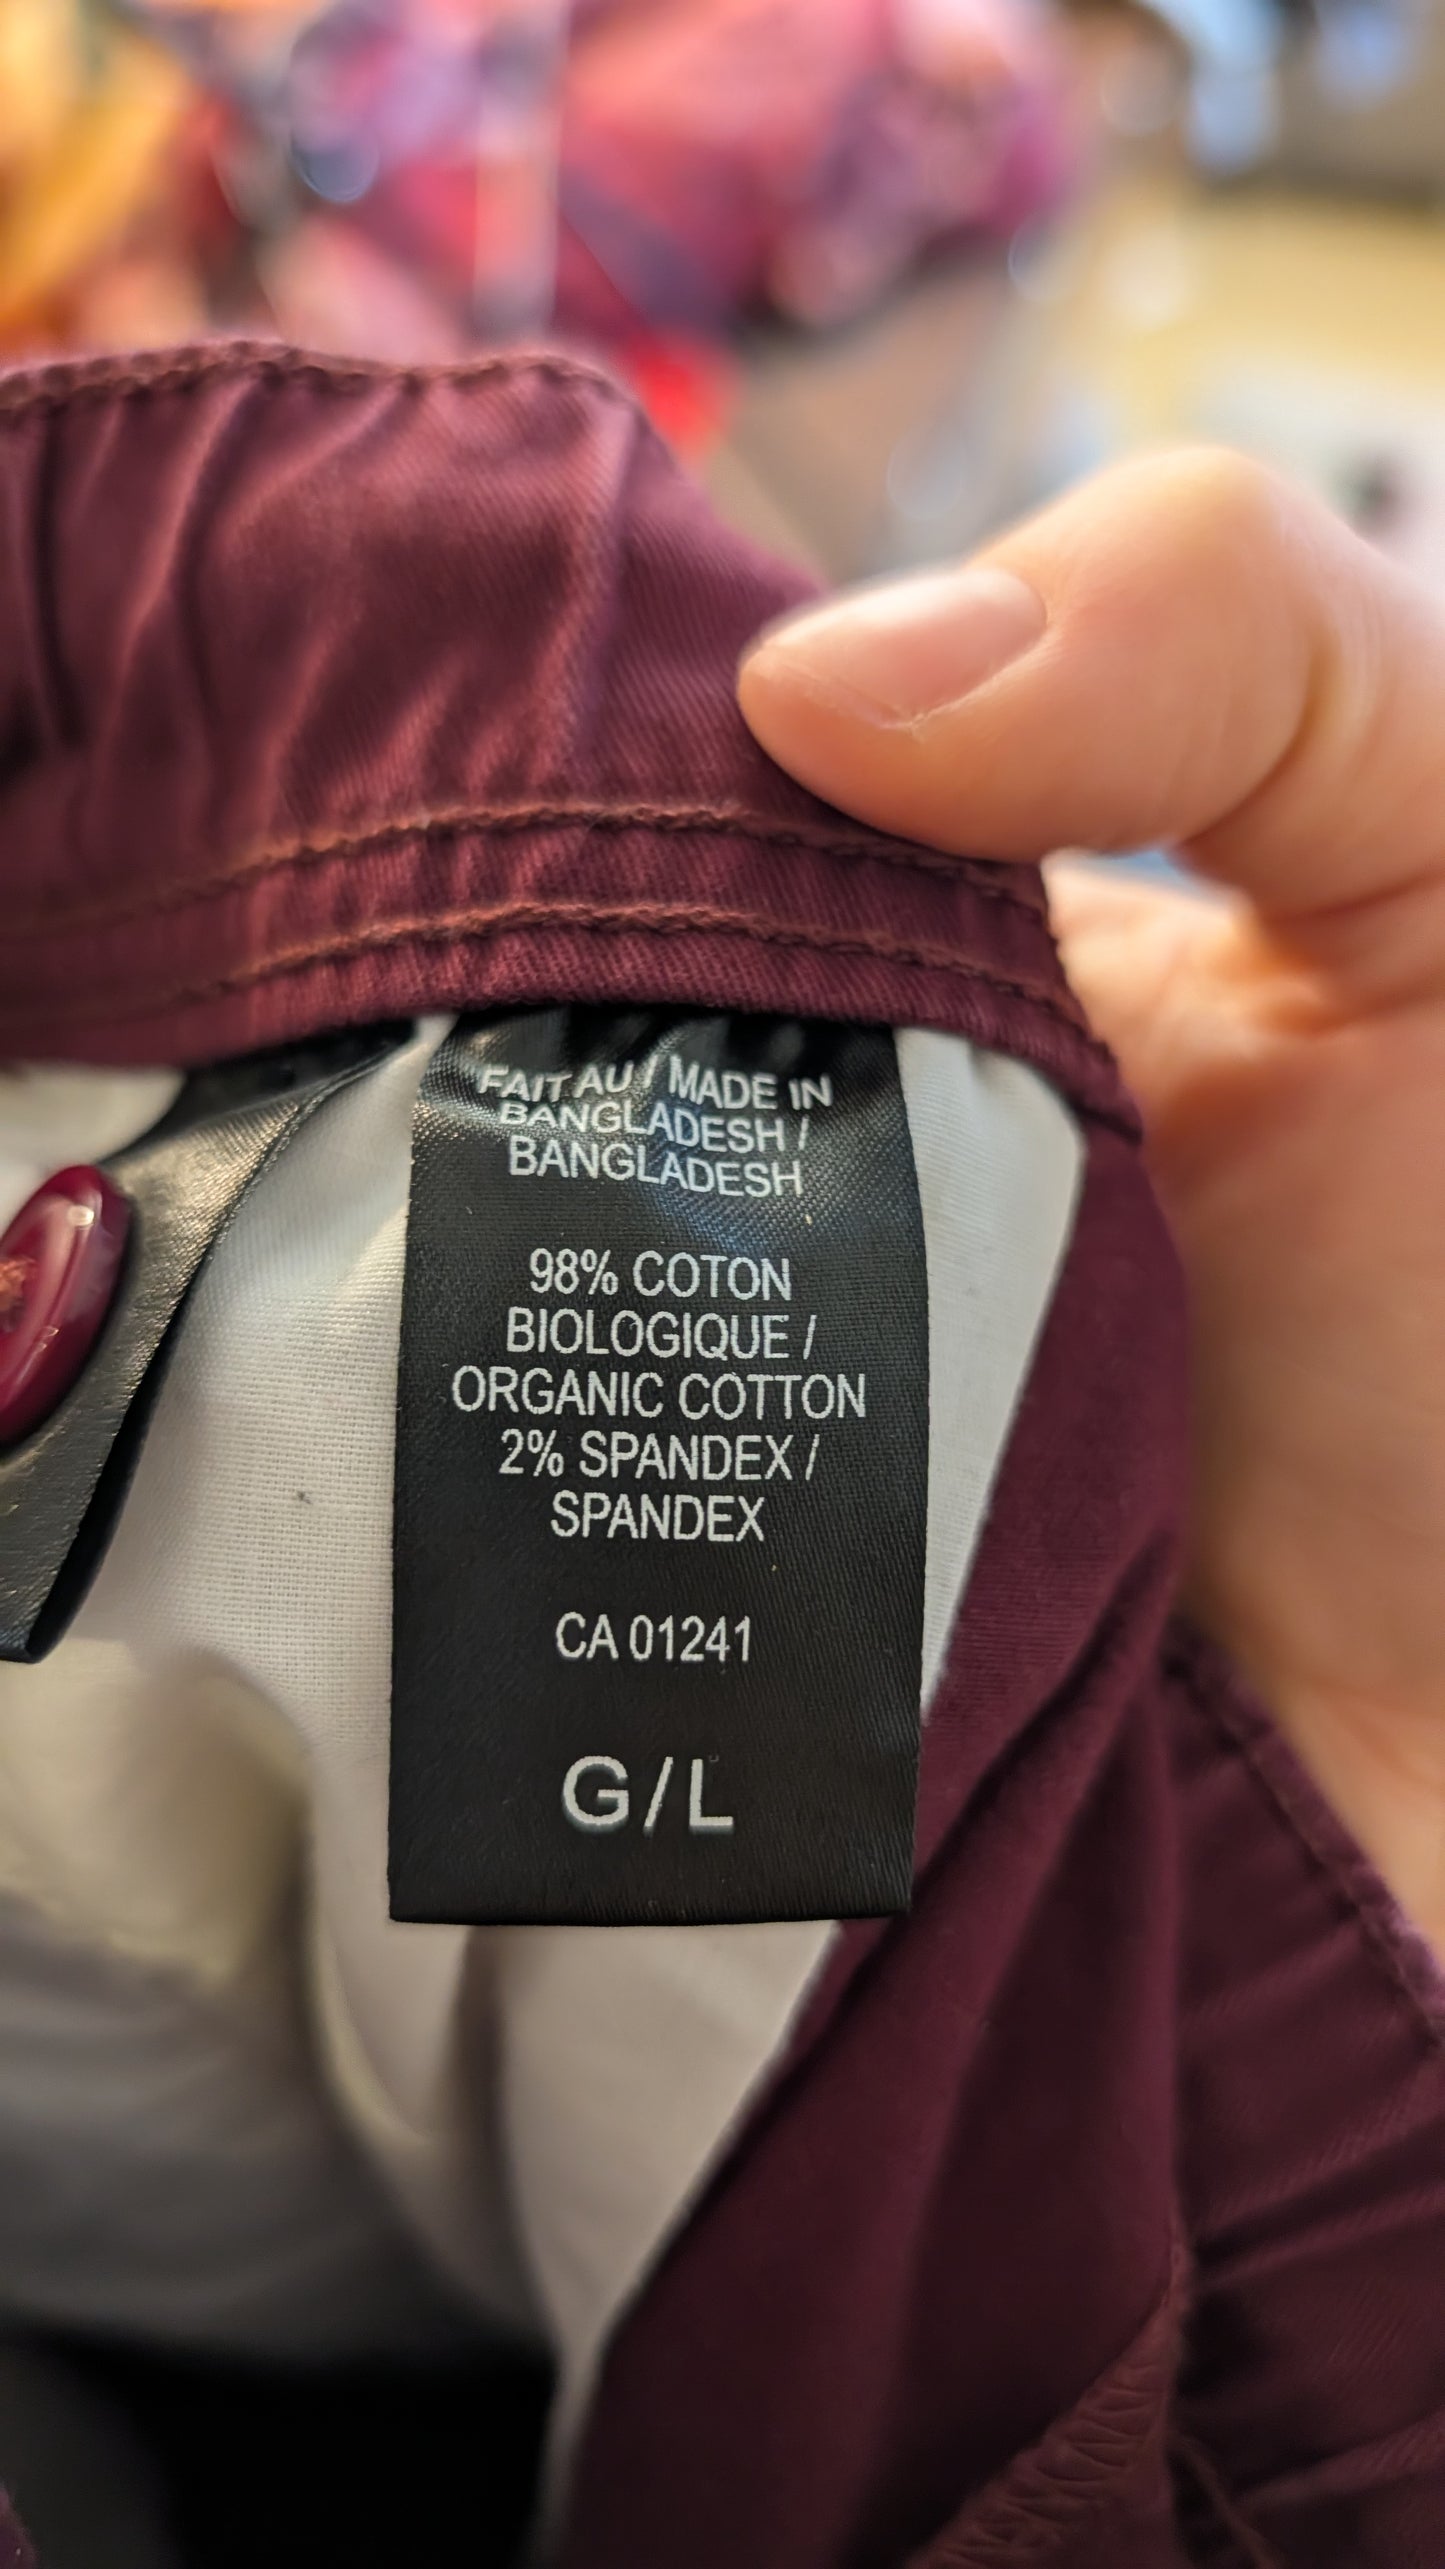 FAIT AU / MADE IN
BANGLADESH /
BANGLADESH
98% COTON
BIOLOGIQUE /
ORGANIC COTTON
2% SPANDEX /
SPANDEX
CA 01241
G/L